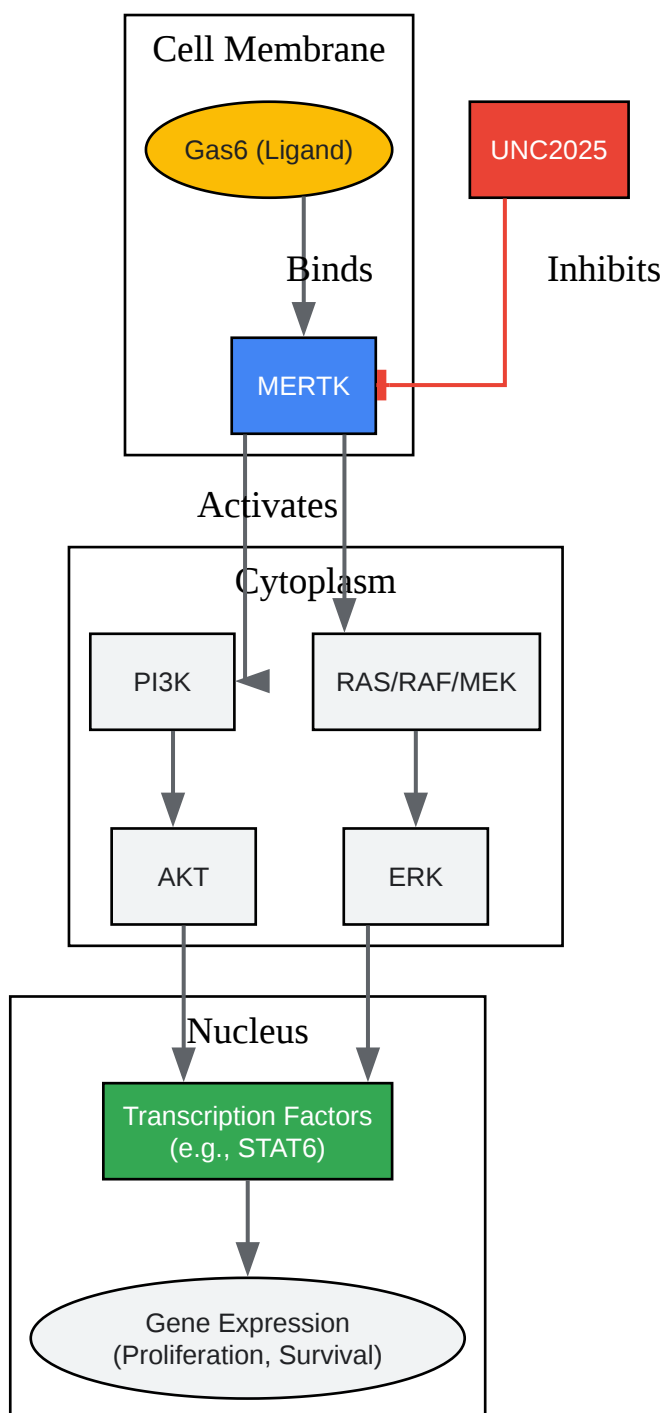 Cell Membrane
Gas6 (Ligand)
UNC2025
Binds
Inhibits
MERTK
Activates
Cytoplasm
PI3K
RAS/RAF/MEK
AKT
ERK
Nucleus
Transcription Factors
(e.g., STAT6)
Gene Expression
(Proliferation, Survival)